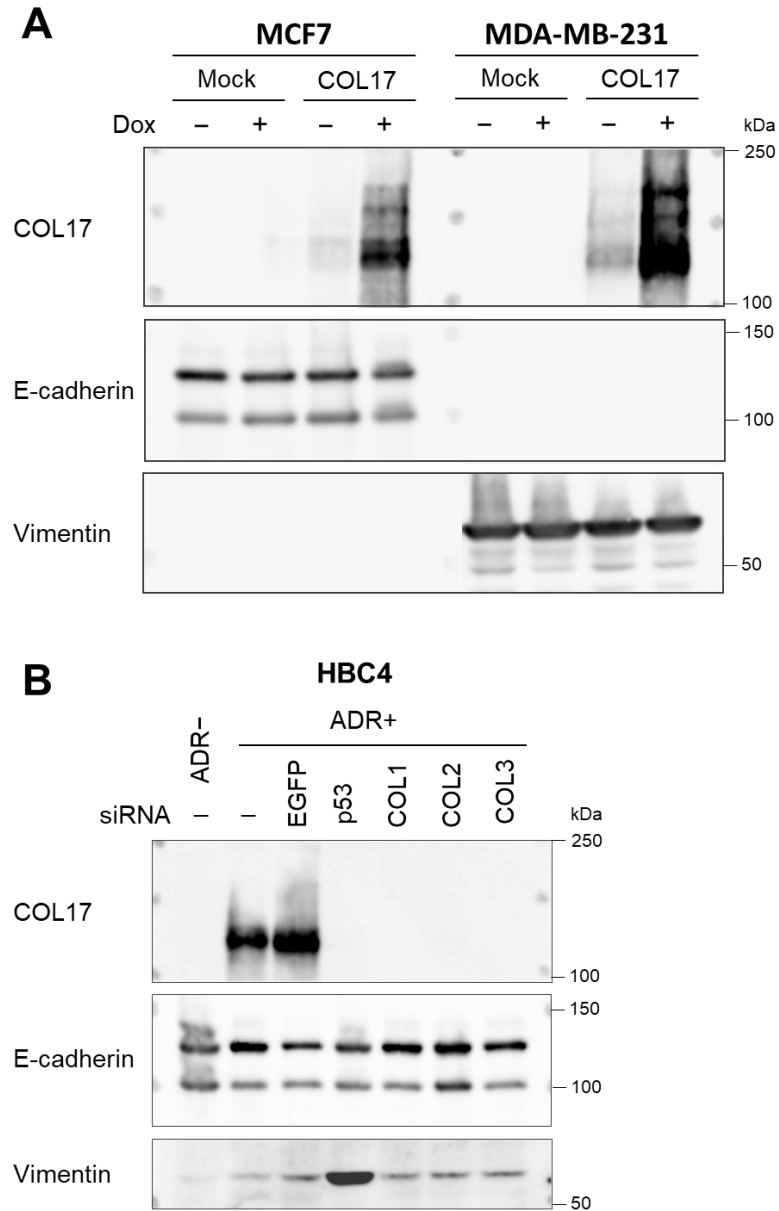 A
MCF7 MDA-MB-231
Mock COL17 Mock COL17
Dox – + – + – + – + kDa
250
COL17
100
150
E-cadherin
100
Vimentin
50
B
HBC4
ADR–
ADR+
siRNA – – EGFP p53 COL1 COL2 COL3 kDa
250
COL17
100
150
E-cadherin
100
Vimentin
50